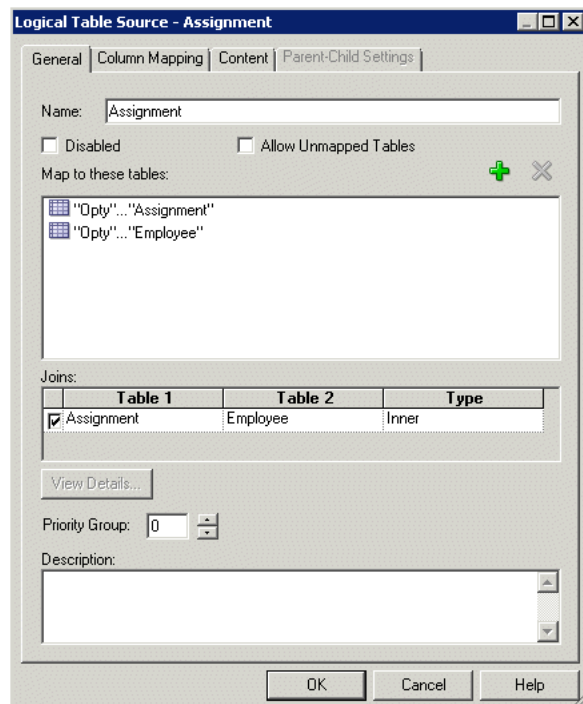 Logical Table Source - Assignment
General Column Mapping Content Parent-Child Settings
Name: Assignment
Disabled Allow Unmapped Tables
Map to these tables:
"Opty"..."Assignment"
"Opty"..."Employee"
Joins:
Table 1 Table 2 Type
Assignment Employee Inner
View Details...
Priority Group: 0
Description:
OK Cancel Help